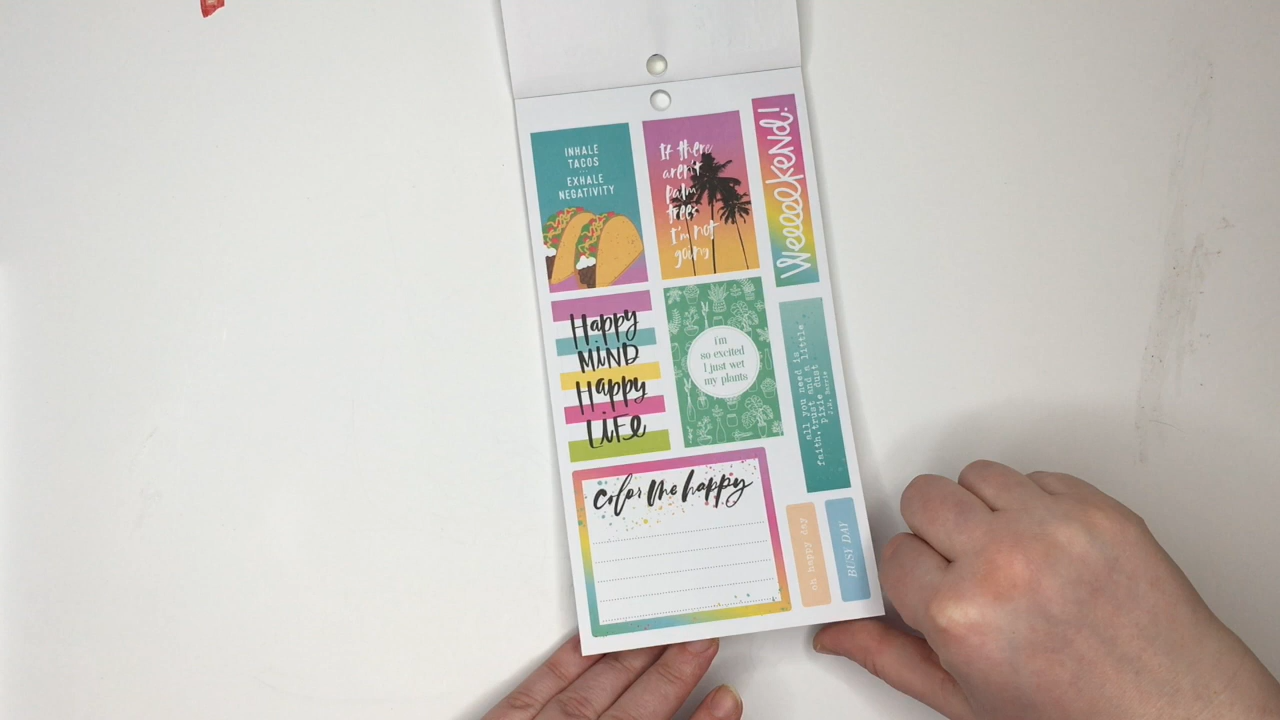 INHALE
TACOS
EXHALE
NEGATIVITY
If there
aren't
palm
trees
I'm not
going
Weeeekend!
Happy
MIND
Happy
LIFE
i'm
so excited
I just wet
my plants
all you need is
faith, trust and a little
pixie dust
J.M. Barrie
Color Me happy
oh happy day
BUSY DAY